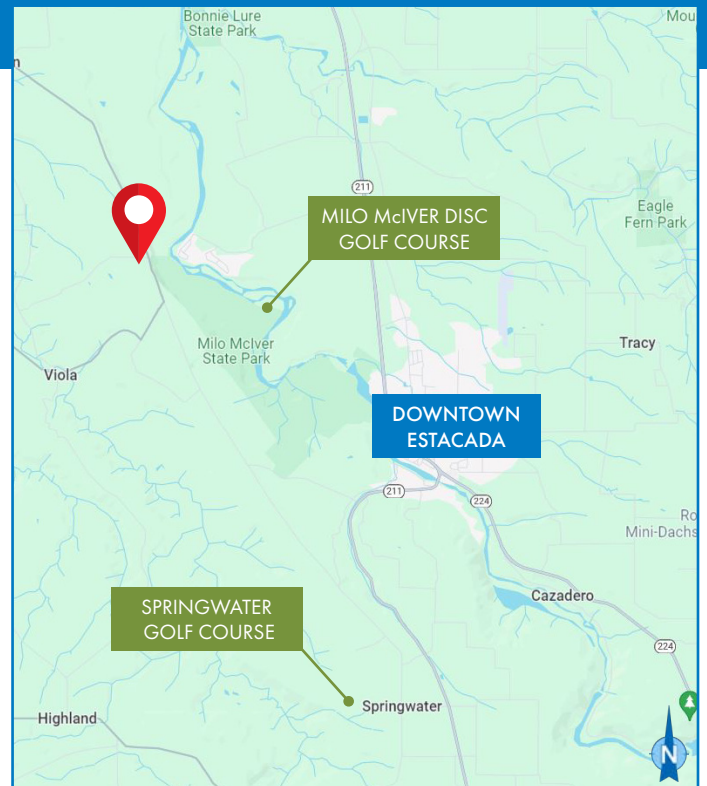 Bonnie Lure
State Park
Mou
n
211
MILO McIVER DISC
GOLF COURSE
Eagle
Fern Park
Milo McIver
State Park
Tracy
Viola
DOWNTOWN
ESTACADA
211
224
Ro
Mini-Dachs
Cazadero
SPRINGWATER
GOLF COURSE
224
Springwater
Highland
N